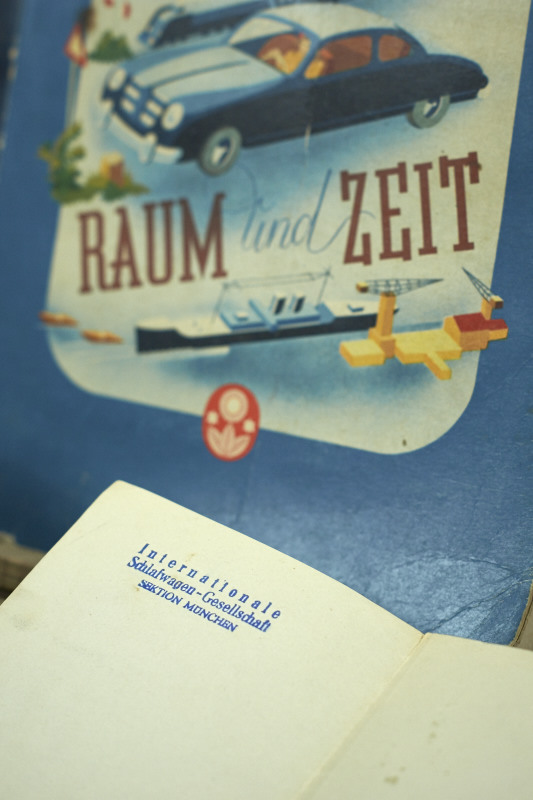 RAUM und ZEIT
Internationale
Schlafwagen-Gesellschaft
SEKTION MÜNCHEN